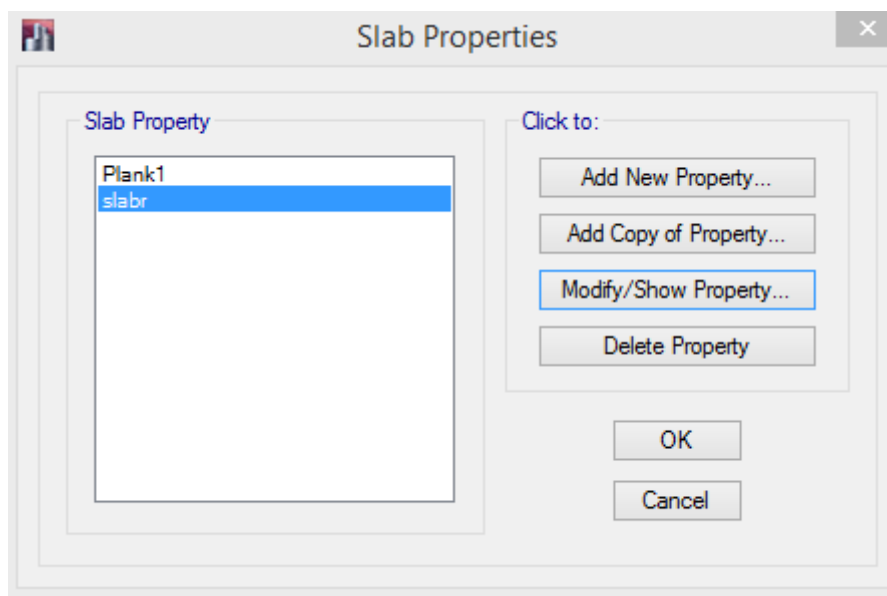 Slab Properties
Slab Property
Plank1
slabr
Click to:
Add New Property...
Add Copy of Property...
Modify/Show Property...
Delete Property
OK
Cancel